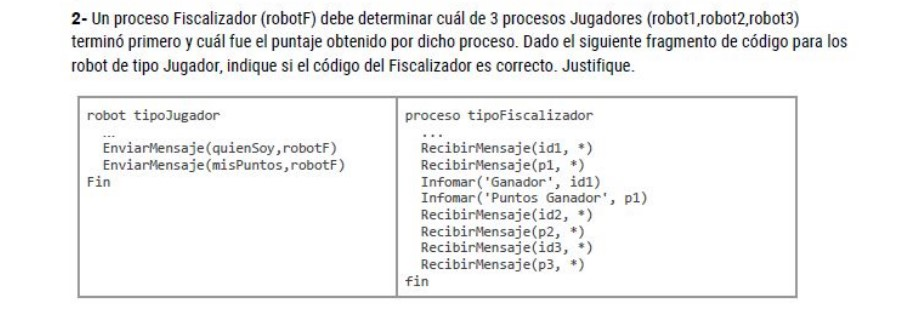 2- Un proceso Fiscalizador (robotF) debe determinar cuál de 3 procesos Jugadores (robot1,robot2,robot3)
terminó primero y cuál fue el puntaje obtenido por dicho proceso. Dado el siguiente fragmento de código para los
robot de tipo Jugador, indique si el código del Fiscalizador es correcto. Justifique.
robot tipoJugador
...
EnviarMensaje(quienSoy,robotF)
EnviarMensaje(misPuntos,robotF)
Fin
proceso tipoFiscalizador
...
RecibirMensaje(id1, *)
RecibirMensaje(p1, *)
Infomar('Ganador', id1)
Infomar('Puntos Ganador', p1)
RecibirMensaje(id2, *)
RecibirMensaje(p2, *)
RecibirMensaje(id3, *)
RecibirMensaje(p3, *)
fin